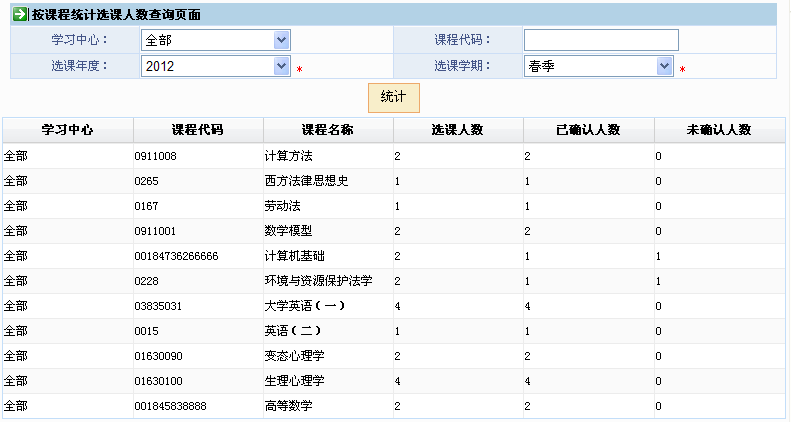 按课程统计选课人数查询页面
学习中心： 全部 课程代码：
选课年度： 2012 * 选课学期： 春季 *
统计
学习中心 课程代码 课程名称 选课人数 已确认人数 未确认人数
全部 0911008 计算方法 2 2 0
全部 0265 西方法律思想史 1 1 0
全部 0167 劳动法 1 1 0
全部 0911001 数学模型 2 2 0
全部 00184736266666 计算机基础 2 1 1
全部 0228 环境与资源保护法学 2 1 1
全部 03835031 大学英语（一） 4 4 0
全部 0015 英语（二） 1 1 0
全部 01630090 变态心理学 2 2 0
全部 01630100 生理心理学 4 4 0
全部 001845838888 高等数学 2 2 0